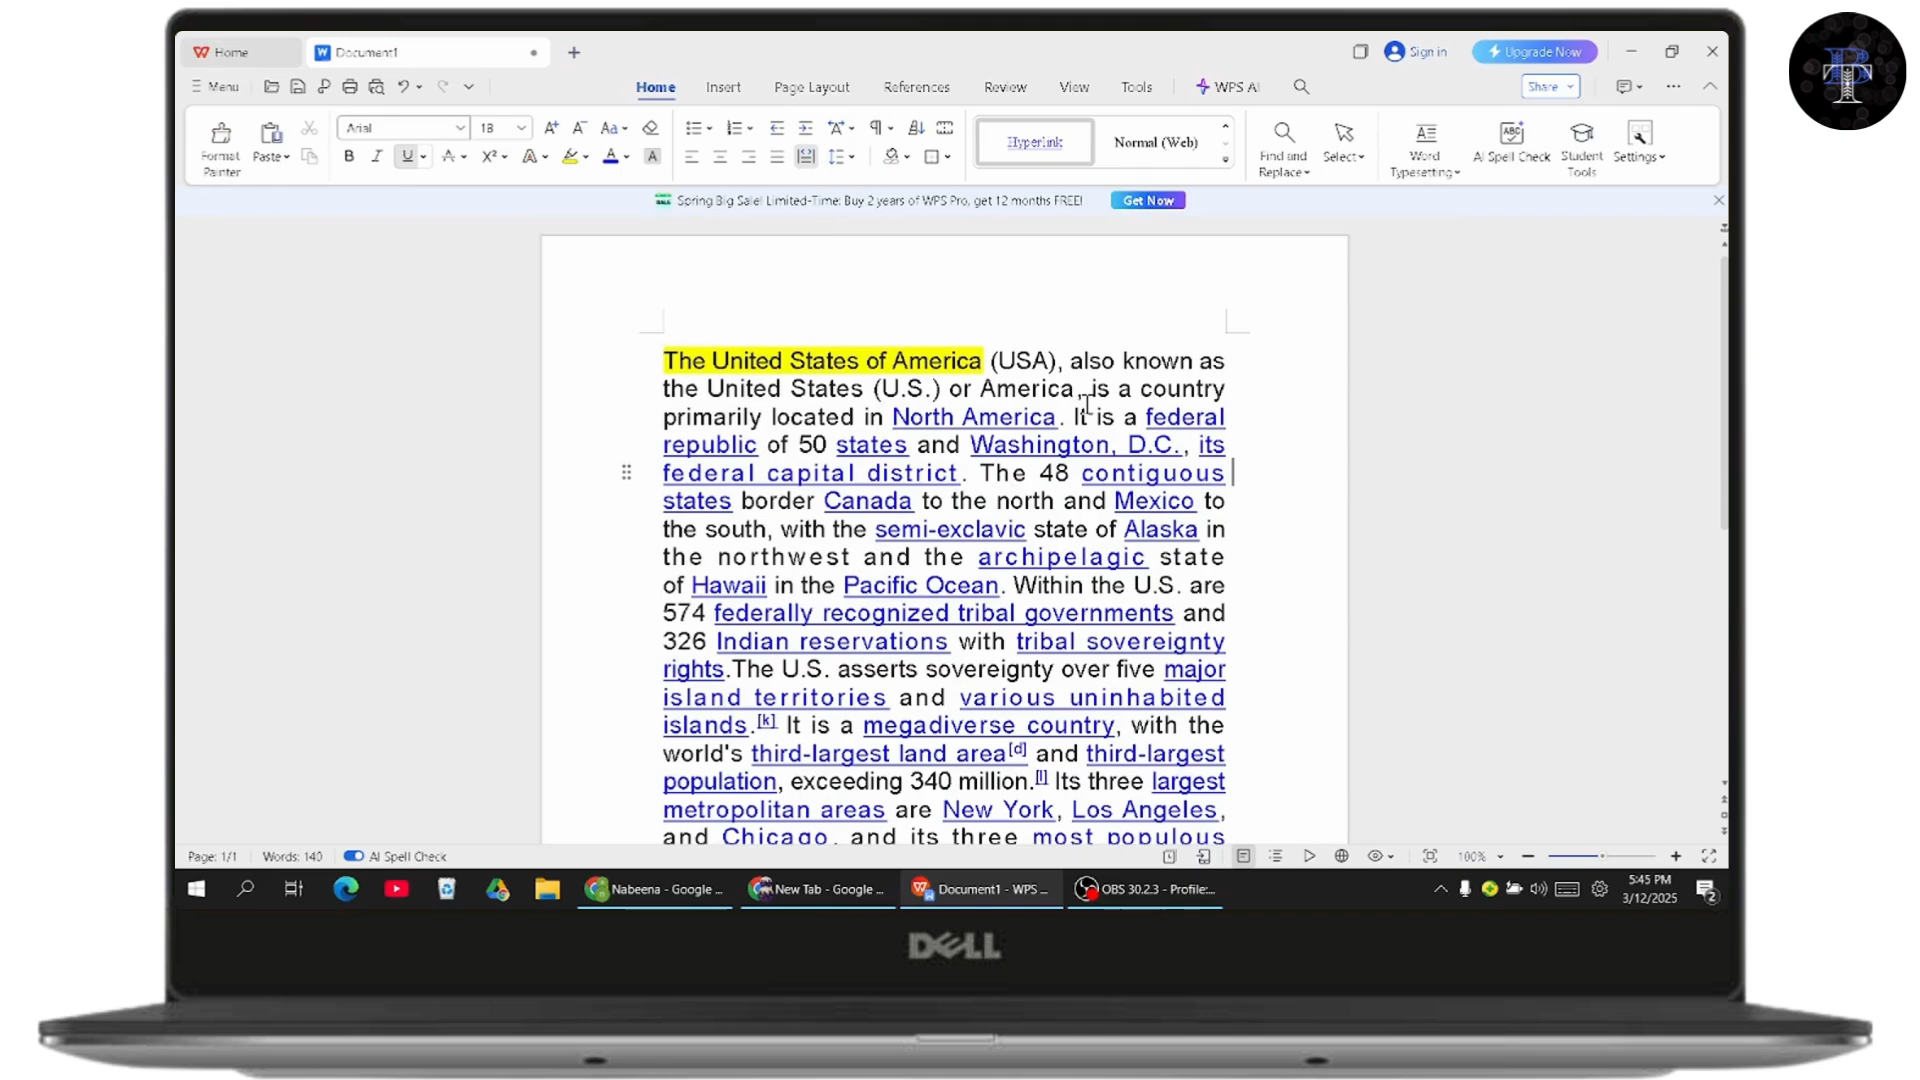 Home
Document1
Sign in
Upgrade Now
Menu
Home
Insert
Page Layout
References
Review
View
Tools
WPS AI
Share
Format Painter
Paste
Arial
18
Hyperlink
Normal (Web)
Find and Replace
Select
Word Typesetting
AI Spell Check
Student Tools
Settings
Spring Big Sale! Limited-Time: Buy 2 years of WPS Pro, get 12 months FREE!
Get Now
The United States of America (USA), also known as
the United States (U.S.) or America, is a country
primarily located in North America. It is a federal
republic of 50 states and Washington, D.C., its
federal capital district. The 48 contiguous
states border Canada to the north and Mexico to
the south, with the semi-exclavic state of Alaska in
the northwest and the archipelagic state
of Hawaii in the Pacific Ocean. Within the U.S. are
574 federally recognized tribal governments and
326 Indian reservations with tribal sovereignty
rights.The U.S. asserts sovereignty over five major
island territories and various uninhabited
islands.[k] It is a megadiverse country, with the
world's third-largest land area[d] and third-largest
population, exceeding 340 million.[l] Its three largest
metropolitan areas are New York, Los Angeles,
and Chicago, and its three most populous
Page: 1/1
Words: 140
AI Spell Check
100%
Nabeena - Google ...
New Tab - Google ...
Document1 - WPS ...
OBS 30.2.3 - Profile:...
5:45 PM
3/12/2025
2
DELL